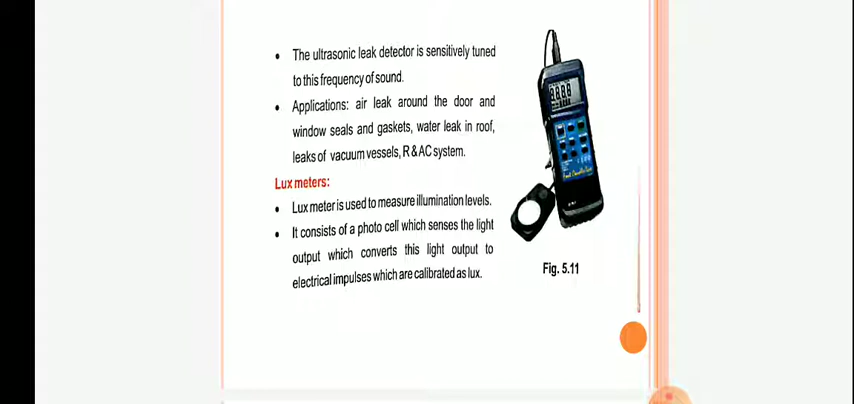 • The ultrasonic leak detector is sensitively tuned
to this frequency of sound.
• Applications: air leak around the door and
window seals and gaskets, water leak in roof,
leaks of vacuum vessels, R & AC system.
Lux meters:
• Lux meter is used to measure illumination levels.
• It consists of a photo cell which senses the light
output which converts this light output to
electrical impulses which are calibrated as lux.
Fig. 5.11